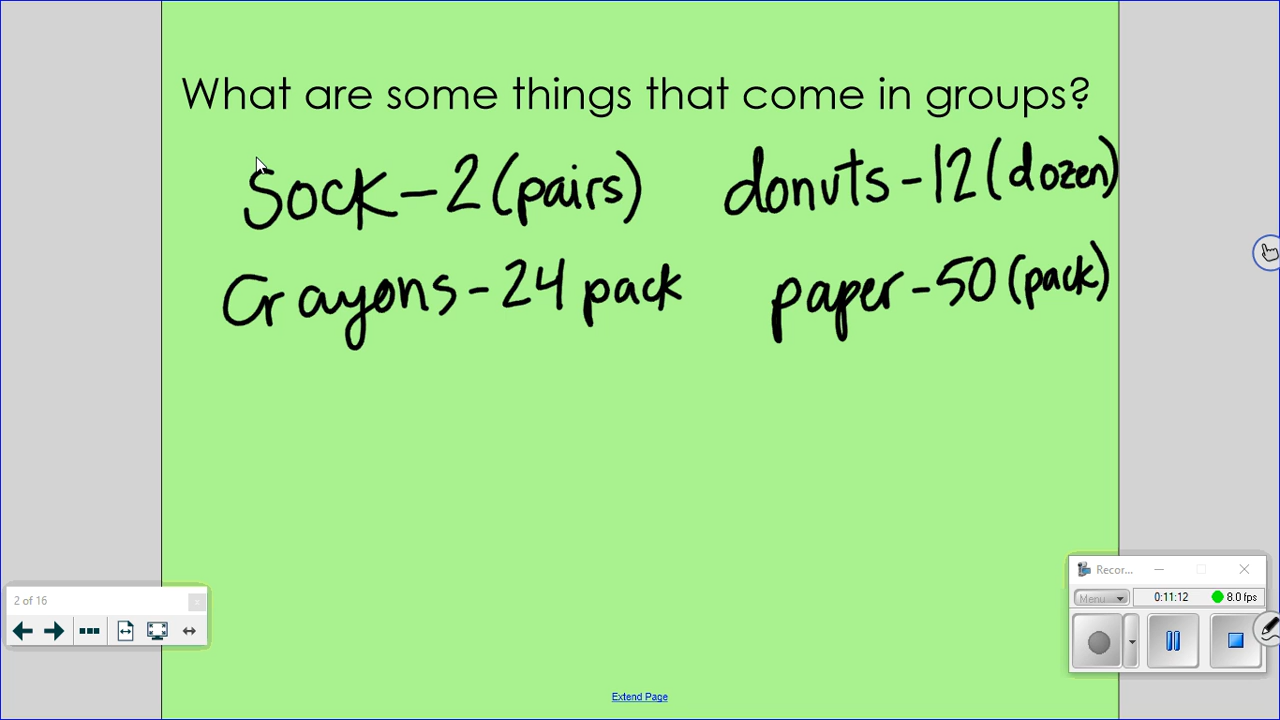 What are some things that come in groups?
Sock - 2 (pairs)
donuts - 12 (dozen)
Crayons - 24 pack
paper - 50 (pack)
2 of 16
x
Recor...
Menu
0:11:12
8.0 fps
Extend Page